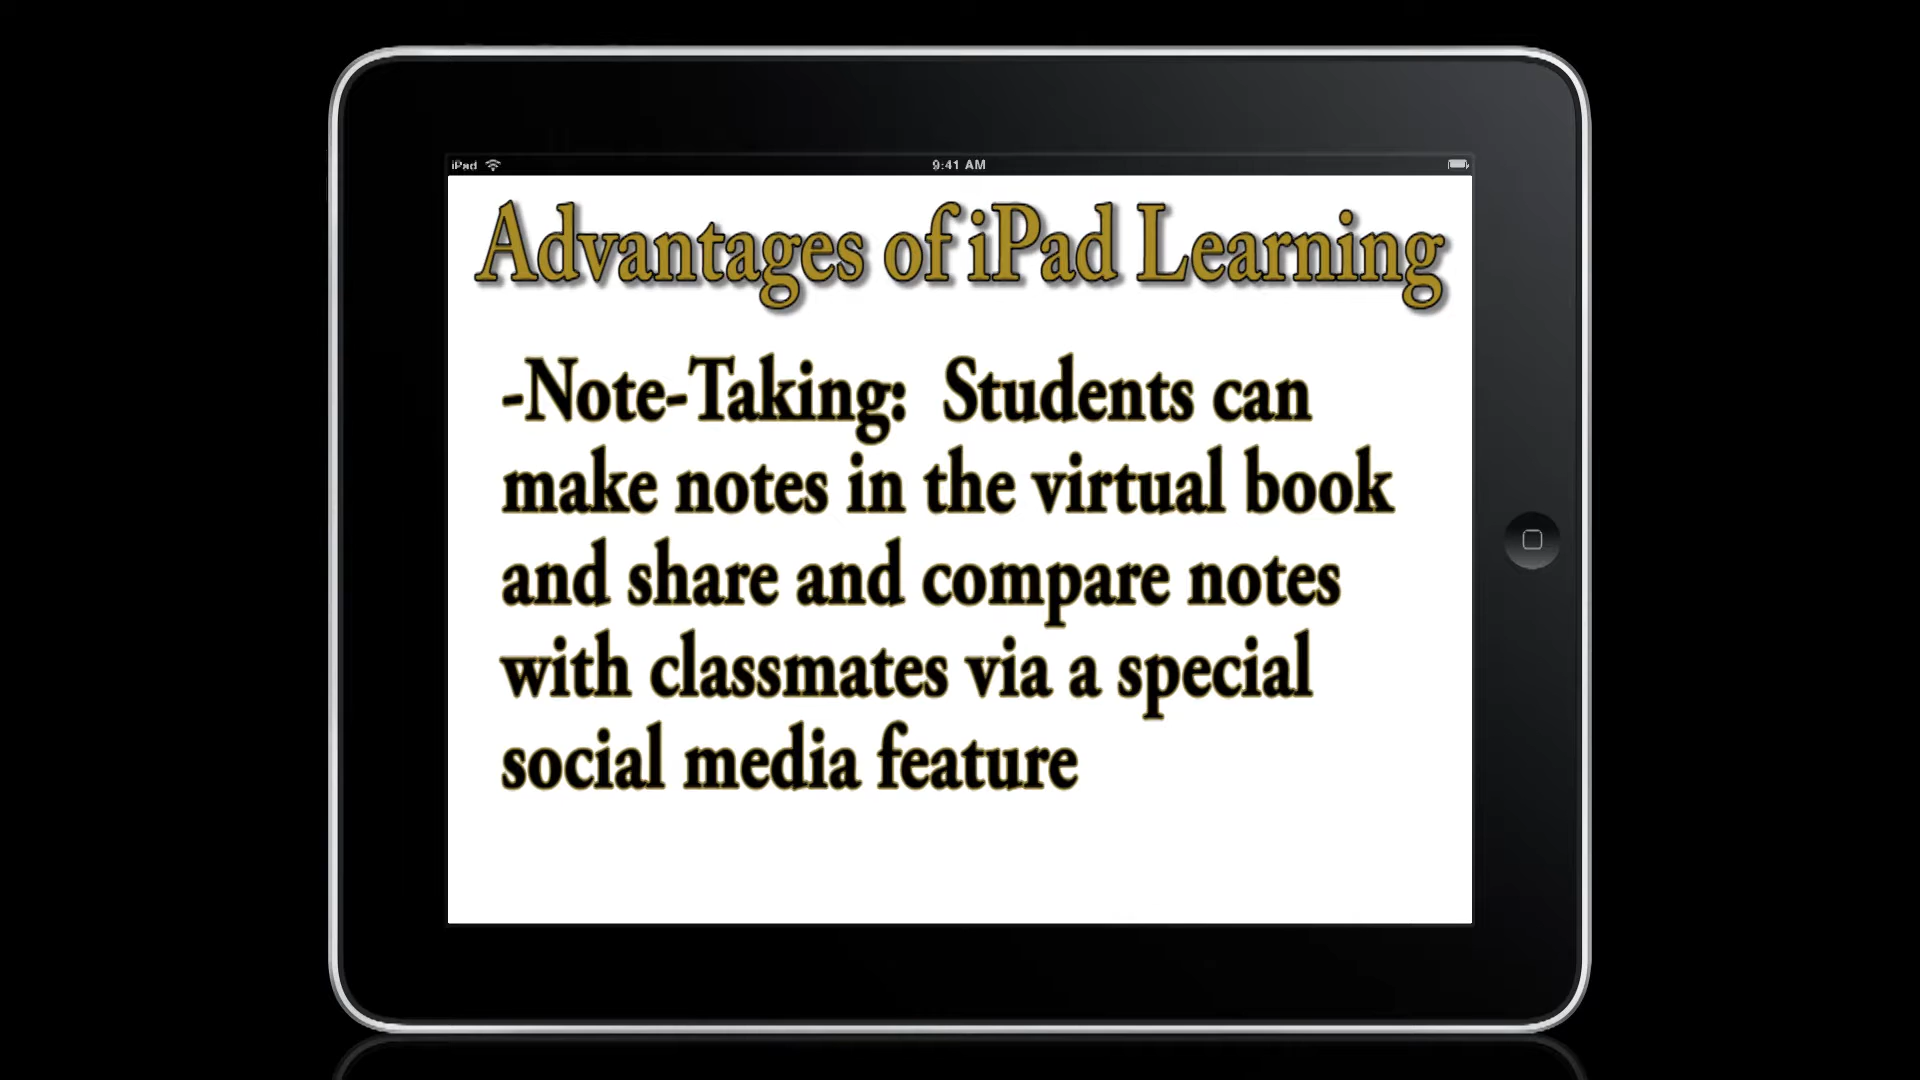 iPad 9:41 AM
Advantages of iPad Learning
-Note-Taking:  Students can
make notes in the virtual book
and share and compare notes
with classmates via a special
social media feature